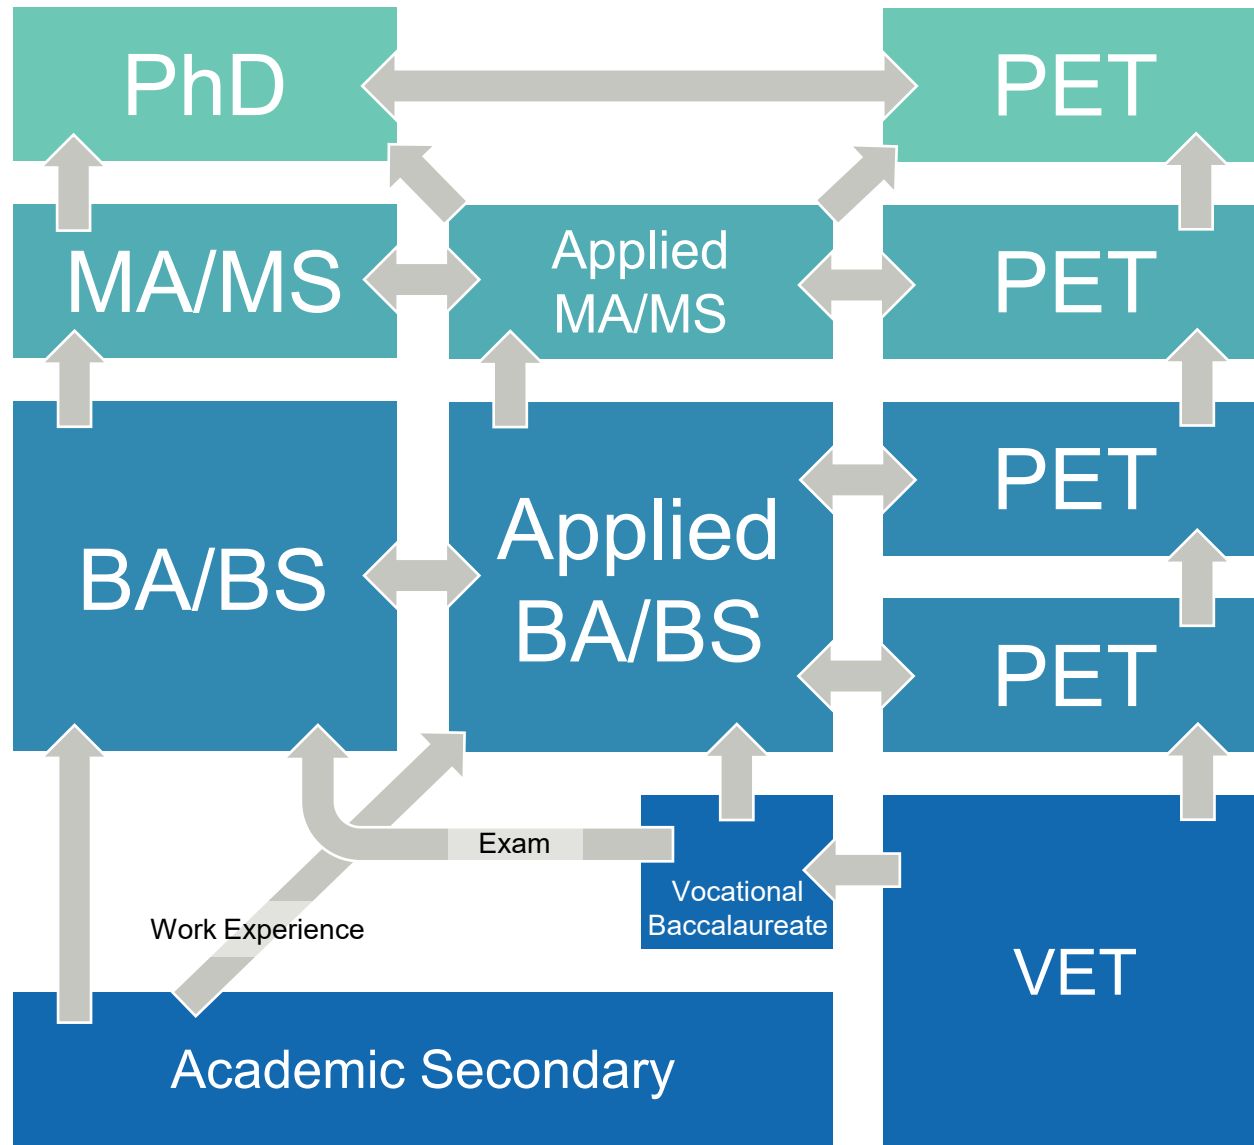 PhD
PET
MA/MS
Applied
MA/MS
PET
BA/BS
Applied
BA/BS
PET
PET
Exam
Work Experience
Vocational
Baccalaureate
VET
Academic Secondary